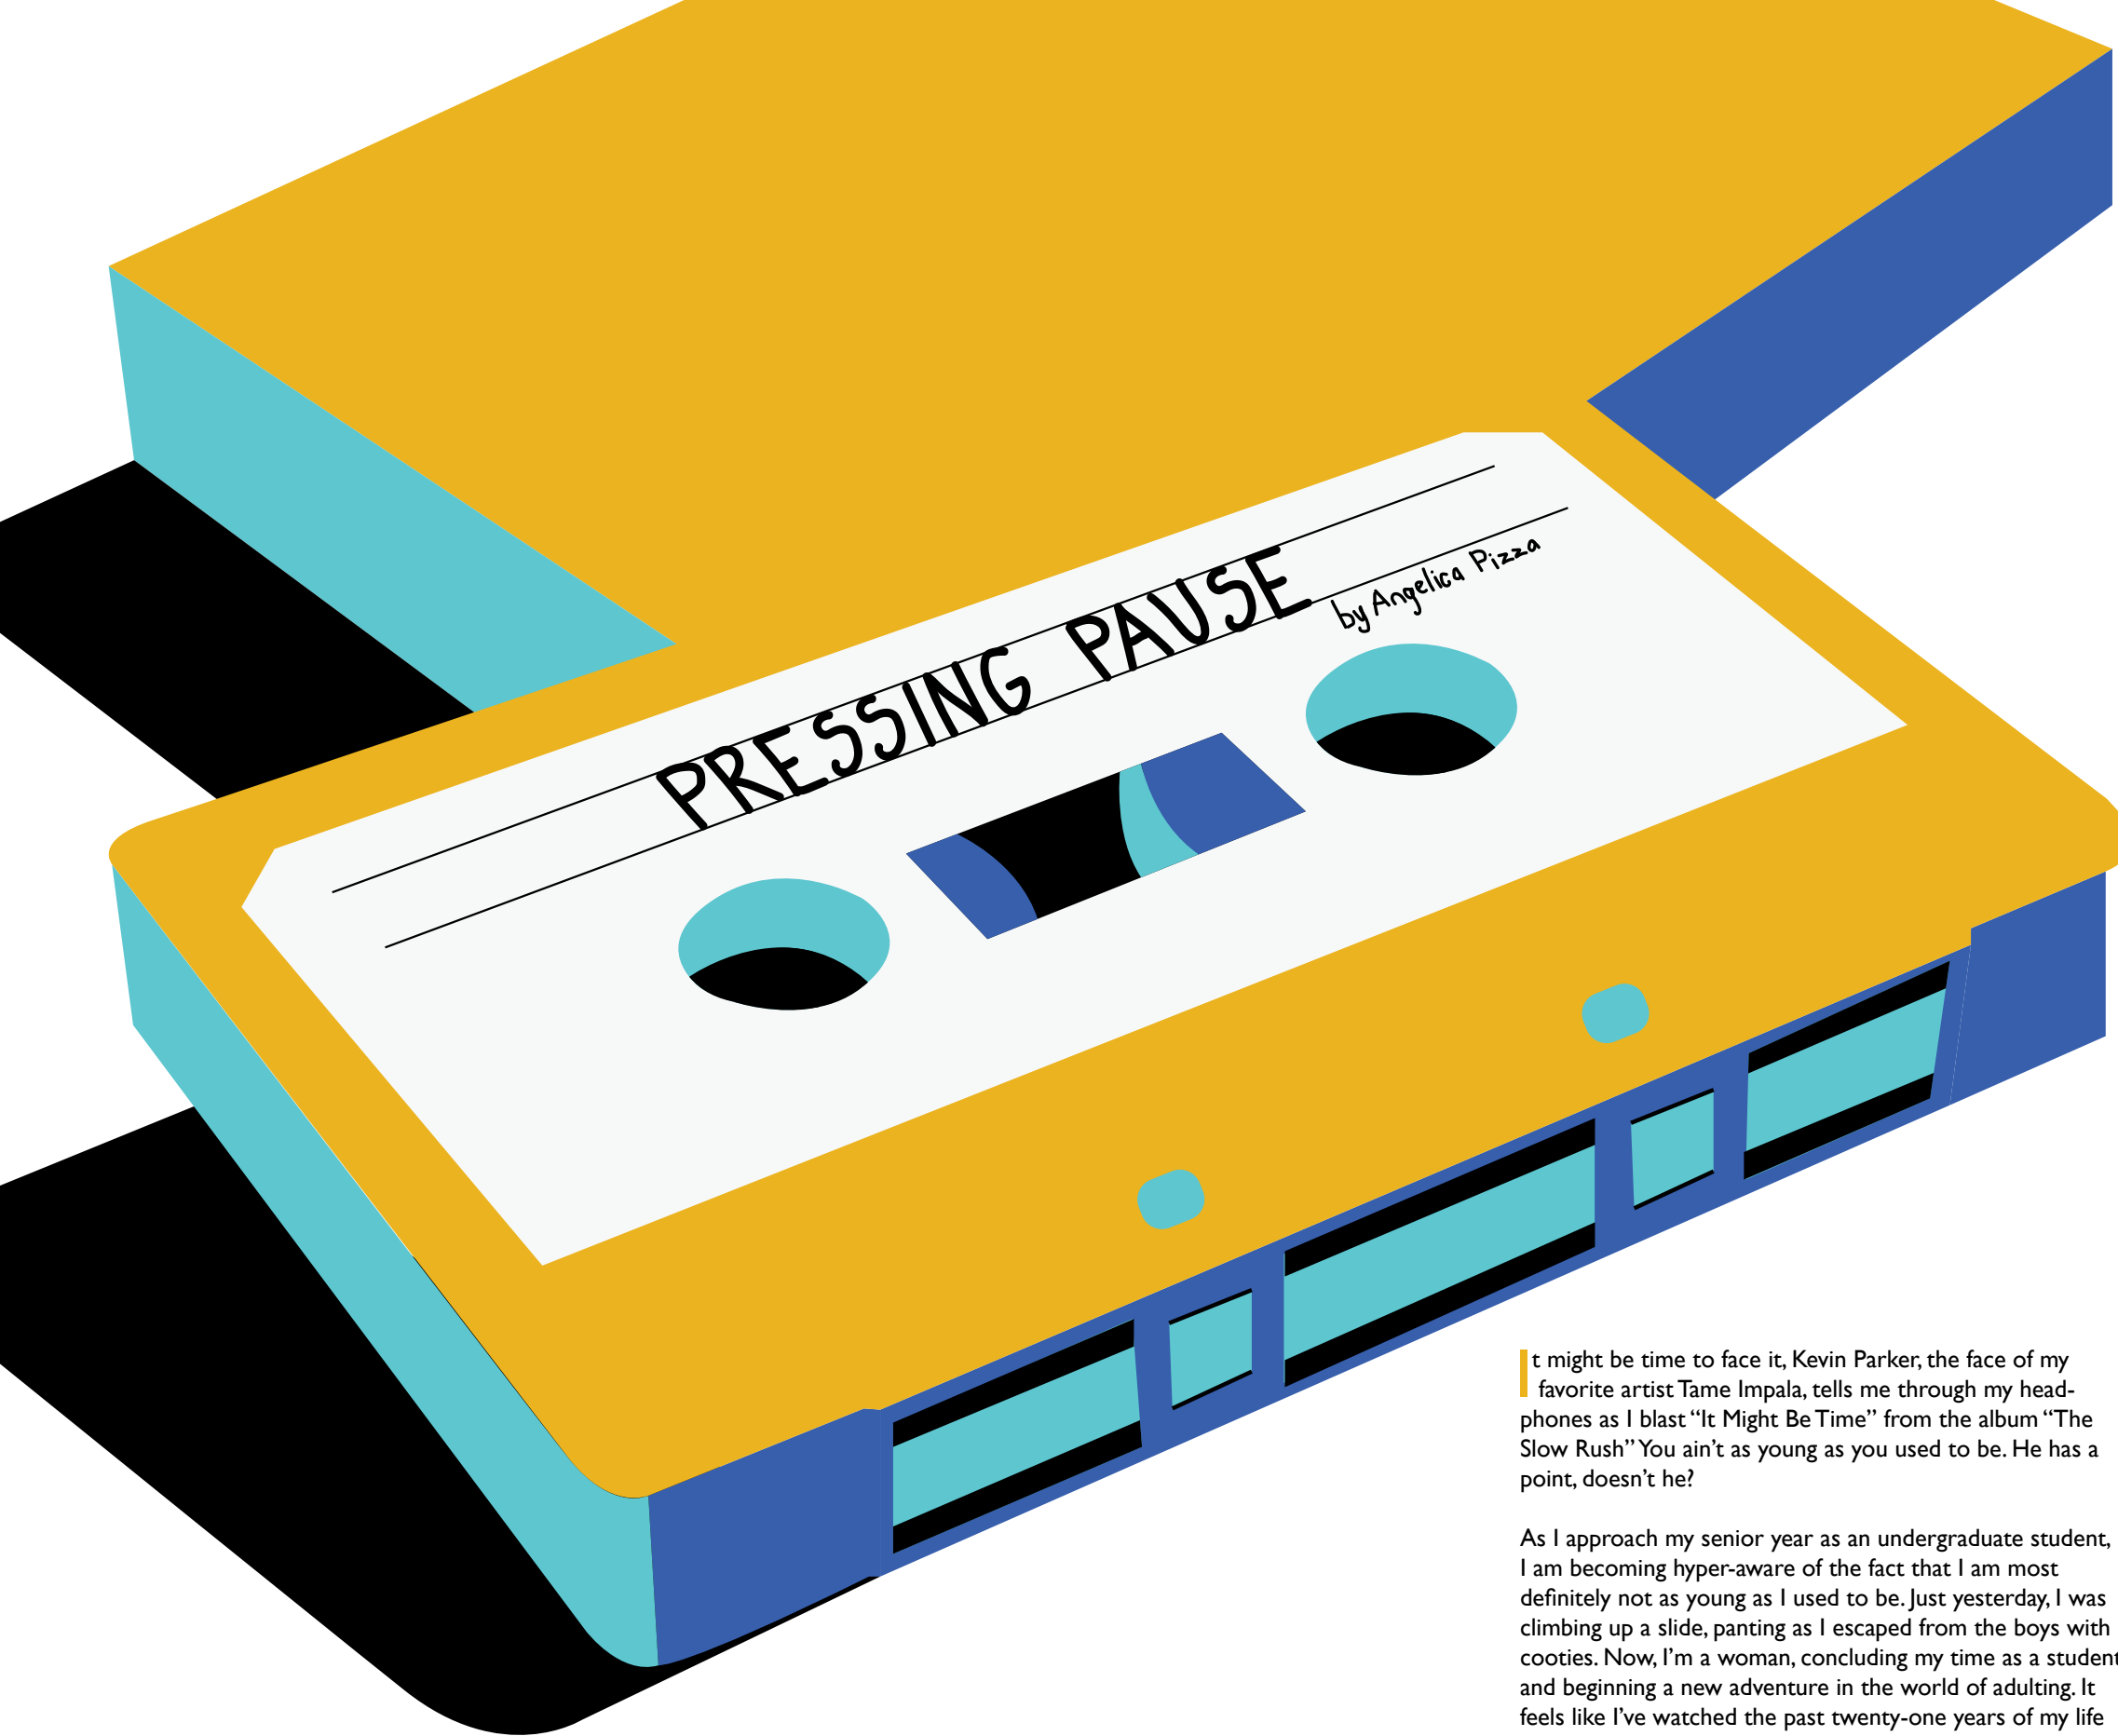 PRESSING PAUSE
by Angelica Pizza
It might be time to face it, Kevin Parker, the face of my
favorite artist Tame Impala, tells me through my head-
phones as I blast “It Might Be Time” from the album “The
Slow Rush” You ain’t as young as you used to be. He has a
point, doesn’t he?
As I approach my senior year as an undergraduate student,
I am becoming hyper-aware of the fact that I am most
definitely not as young as I used to be. Just yesterday, I was
climbing up a slide, panting as I escaped from the boys with
cooties. Now, I’m a woman, concluding my time as a student
and beginning a new adventure in the world of adulting. It
feels like I’ve watched the past twenty-one years of my life